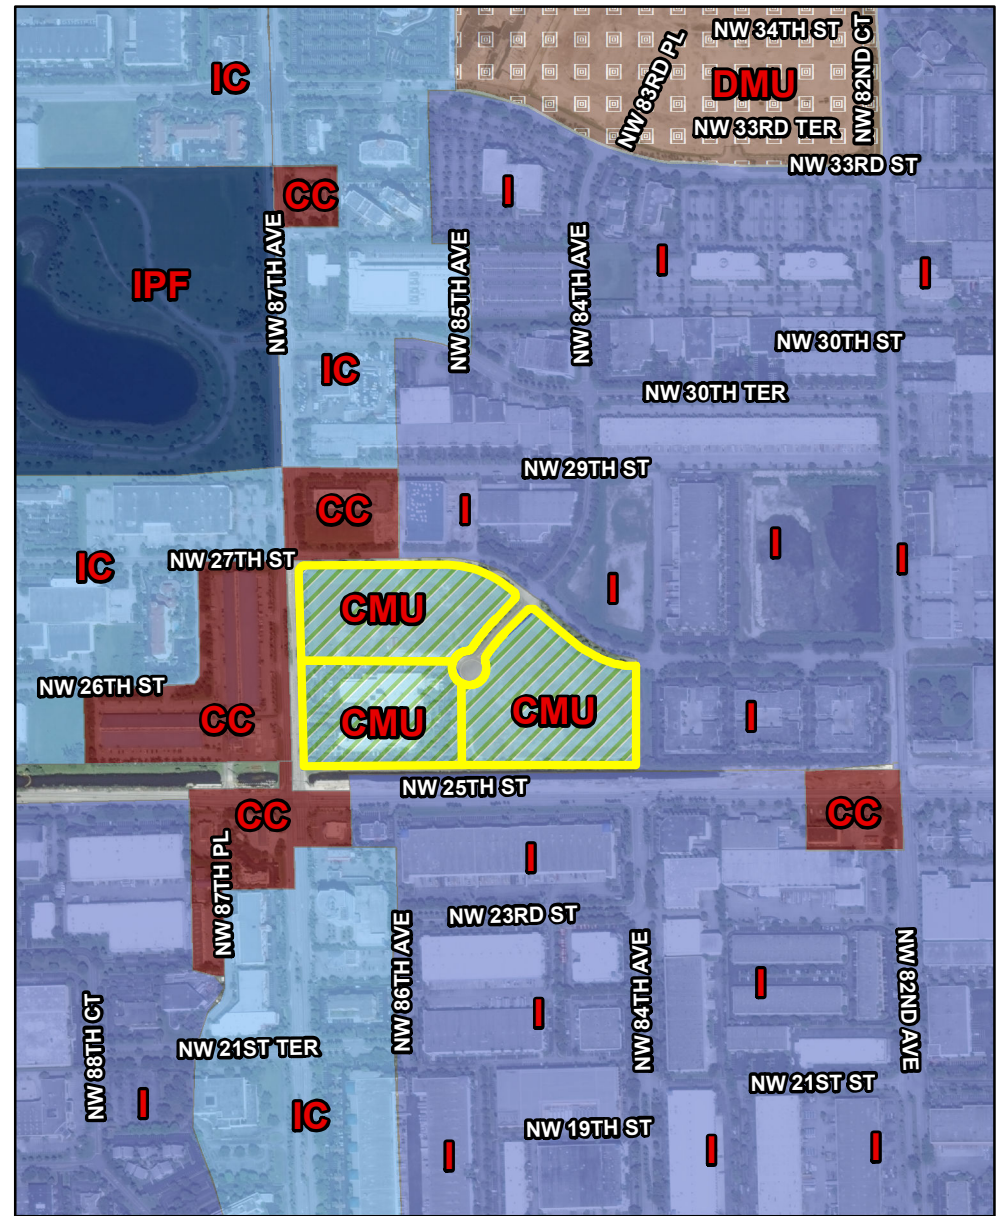 NW 34TH ST
NW 82ND CT
IC
DMU
NW 83RD PL
NW 33RD TER
NW 33RD ST
CC
I
NW 87TH AVE
NW 85TH AVE
NW 84TH AVE
I
I
IPF
NW 30TH ST
IC
NW 30TH TER
NW 29TH ST
CC
I
I
I
NW 27TH ST
IC
I
CMU
NW 26TH ST
CC
CMU
CMU
I
NW 25TH ST
CC
CC
NW 87TH PL
I
NW 23RD ST
NW 86TH AVE
NW 84TH AVE
NW 82ND AVE
I
I
NW 88TH CT
NW 21ST TER
NW 21ST ST
I
IC
NW 19TH ST
I
I
I